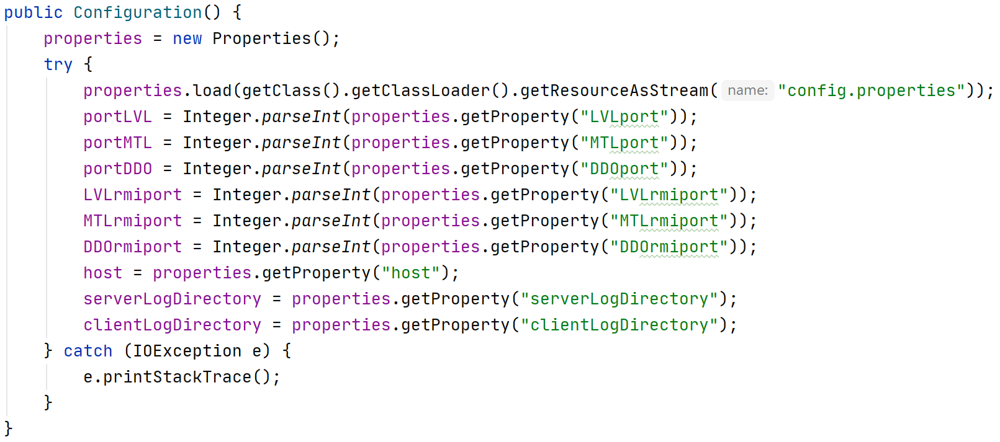 public Configuration() {
    properties = new Properties();
    try {
        properties.load(getClass().getClassLoader().getResourceAsStream( name: "config.properties"));
        portLVL = Integer.parseInt(properties.getProperty("LVLport"));
        portMTL = Integer.parseInt(properties.getProperty("MTLport"));
        portDDO = Integer.parseInt(properties.getProperty("DDOport"));
        LVLrmiport = Integer.parseInt(properties.getProperty("LVLrmiport"));
        MTLrmiport = Integer.parseInt(properties.getProperty("MTLrmiport"));
        DDOrmiport = Integer.parseInt(properties.getProperty("DDOrmiport"));
        host = properties.getProperty("host");
        serverLogDirectory = properties.getProperty("serverLogDirectory");
        clientLogDirectory = properties.getProperty("clientLogDirectory");
    } catch (IOException e) {
        e.printStackTrace();
    }
}